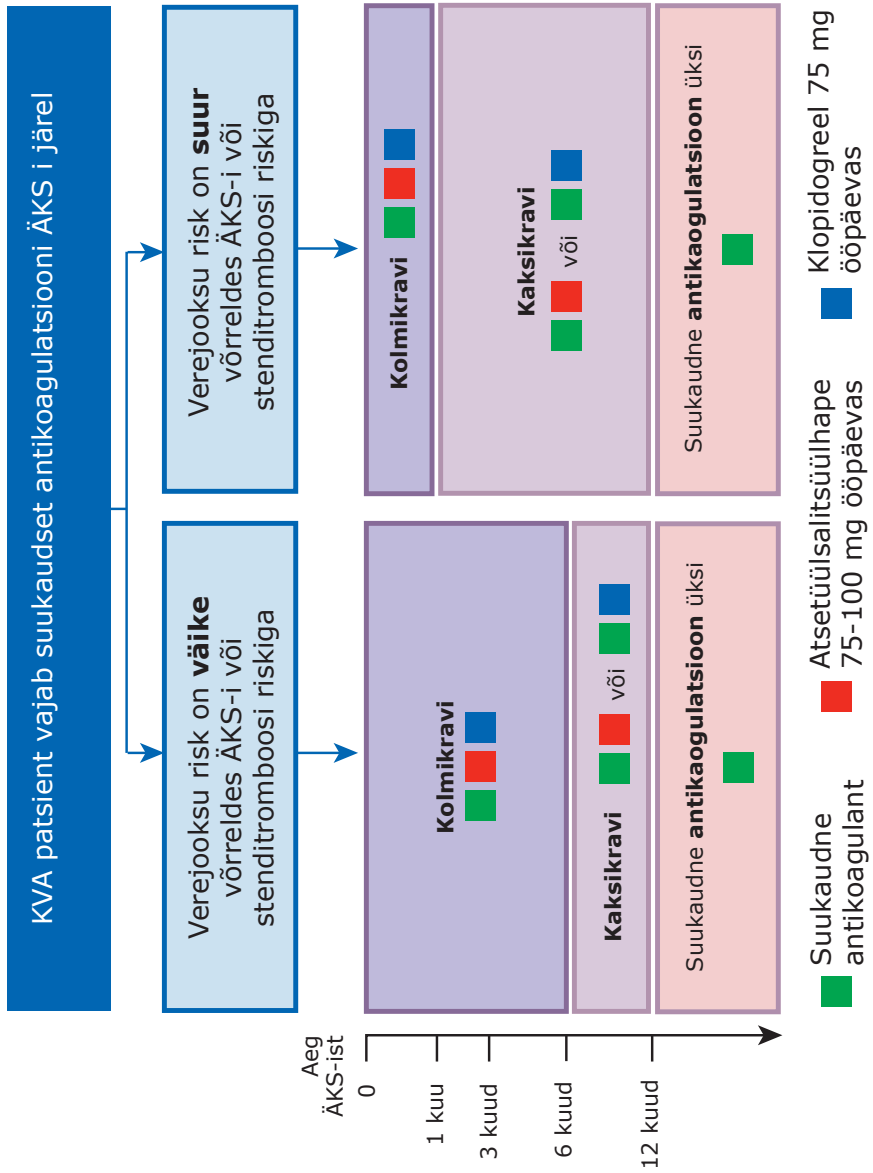 KVA patsient vajab suukaudset antikoagulatsiooni ÄKS i järel
Verejooksu risk on väike
võrreldes ÄKS-i või
stenditromboosi riskiga
Verejooksu risk on suur
võrreldes ÄKS-i või
stenditromboosi riskiga
Aeg
ÄKS-ist
0
1 kuu
3 kuud
6 kuud
12 kuud
Kolmikravi
Kaksikravi
või
Suukaudne antikaogulatsioon üksi
Kolmikravi
Kaksikravi
või
Suukaudne antikaogulatsioon üksi
Suukaudne
antikoagulant
Atsetüülsalitsüülhape
75-100 mg ööpäevas
Klopidogreel 75 mg
ööpäevas